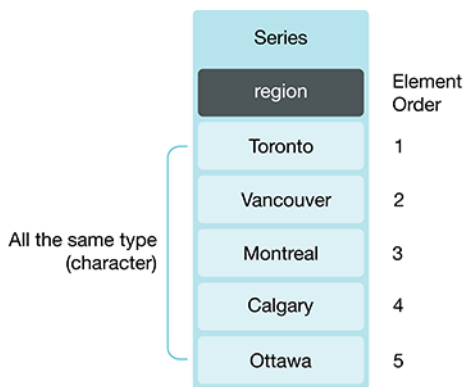 Series
region
Element
Order
Toronto
1
Vancouver
2
All the same type
(character)
Montreal
3
Calgary
4
Ottawa
5